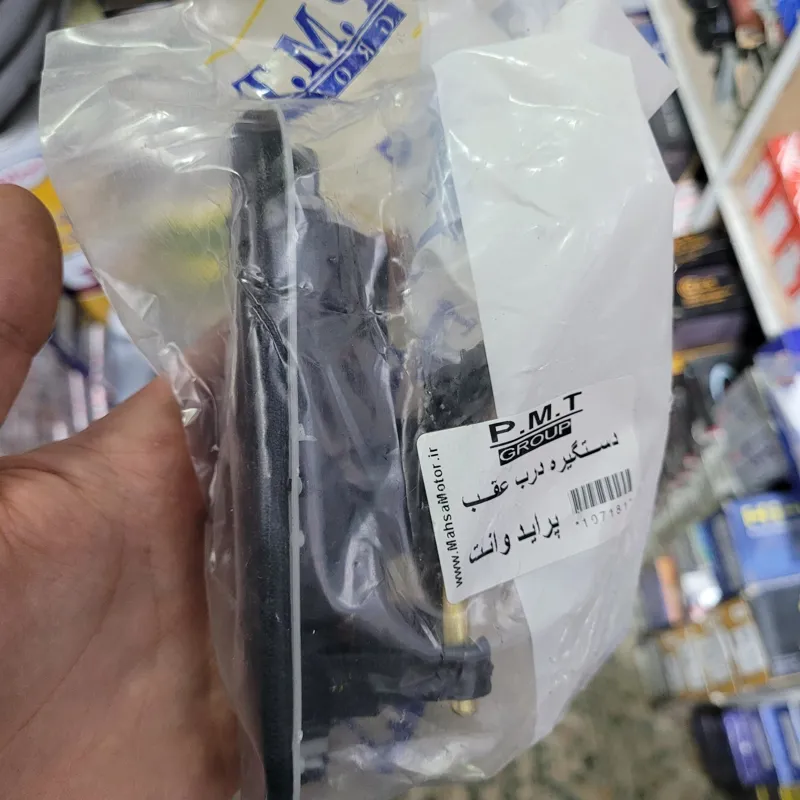 P.M.T
GROUP
دستگیره درب عقب
پراید وانت
www.MahsaMotor.ir